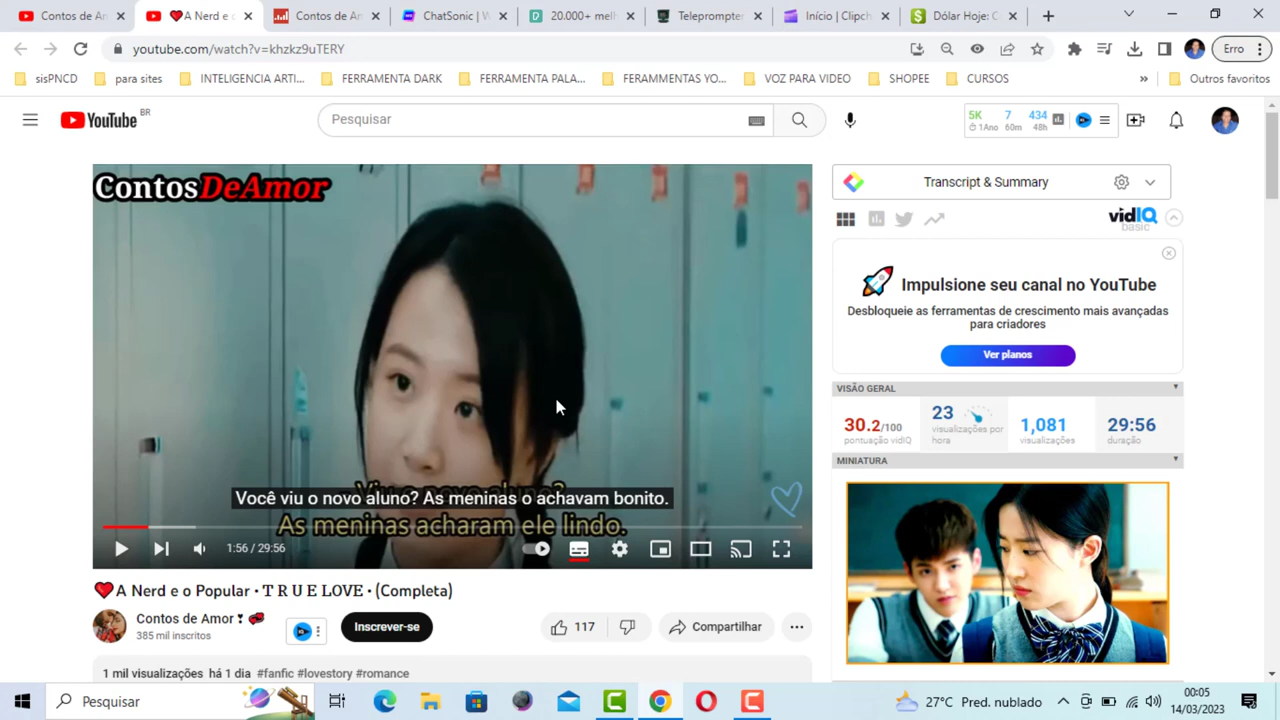 Contos de An
A Nerd e c
Contos de An
ChatSonic | W
20.000+ melh
Teleprompter
Início | Clipch
Dólar Hoje: C
youtube.com/watch?v=khzkz9uTERY
Erro
sisPNCD
para sites
INTELIGENCIA ARTI...
FERRAMENTA DARK
FERRAMENTA PALA...
FERAMMENTAS YO...
VOZ PARA VIDEO
SHOPEE
CURSOS
»
Outros favoritos
YouTube BR
Pesquisar
5K 7 434
1Ano 60m 48h
ContosDeAmor
Transcript & Summary
vidIQ
basic
Impulsione seu canal no YouTube
Desbloqueie as ferramentas de crescimento mais avançadas
para criadores
Ver planos
VISÃO GERAL
30.2/100 23 1,081 29:56
pontuação vidIQ visualizações por hora visualizações duração
MINIATURA
Você viu o novo aluno? As meninas o achavam bonito.
As meninas acharam ele lindo.
1:56 / 29:56
❤A Nerd e o Popular • T R U E L O V E • (Completa)
Contos de Amor ❣ 💕
385 mil inscritos
Inscrever-se
117
Compartilhar
1 mil visualizações há 1 dia #fanfic #lovestory #romance
Pesquisar
27°C Pred. nublado
00:05
14/03/2023